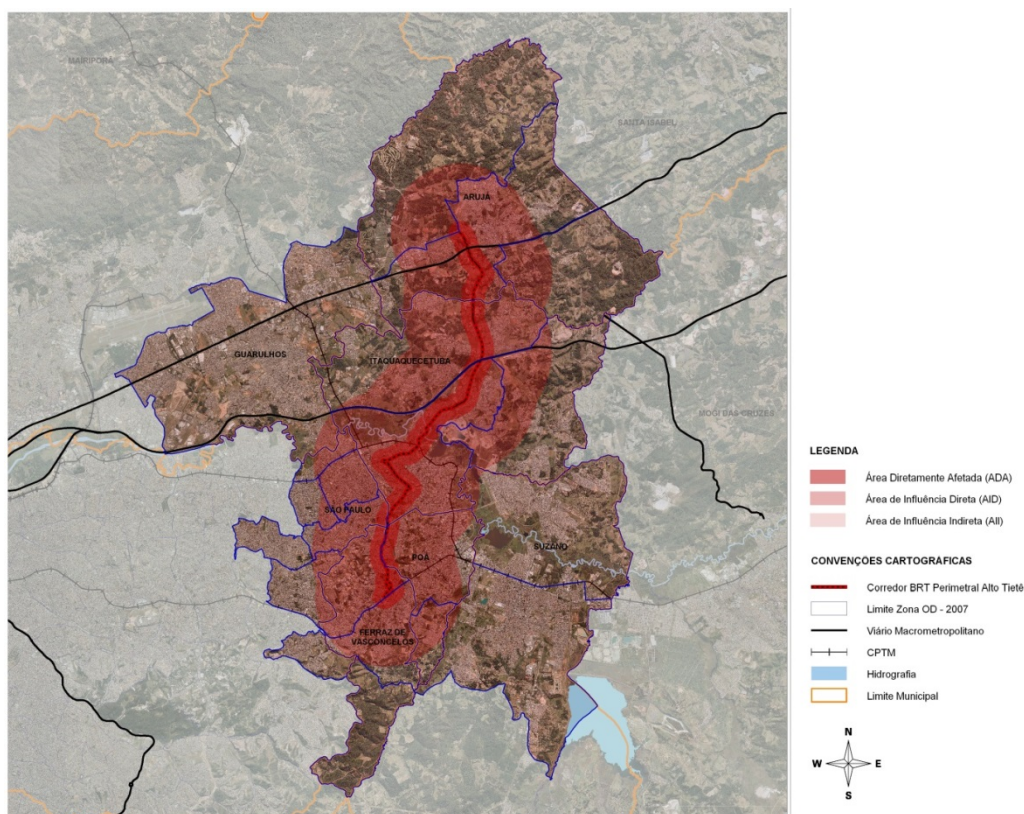 MAIRIPORÃ
SANTA ISABEL
ARUJÁ
GUARULHOS
ITAQUAQUECETUBA
MOGI DAS CRUZES
SÃO PAULO
SUZANO
POÁ
FERRAZ DE
VASCONCELOS
LEGENDA
Área Diretamente Afetada (ADA)
Área de Influência Direta (AID)
Área de Influência Indireta (AII)
CONVENÇÕES CARTOGRAFICAS
Corredor BRT Perimetral Alto Tietê
Limite Zona OD - 2007
Viário Macrometropolitano
CPTM
Hidrografia
Limite Municipal
N
W E
S